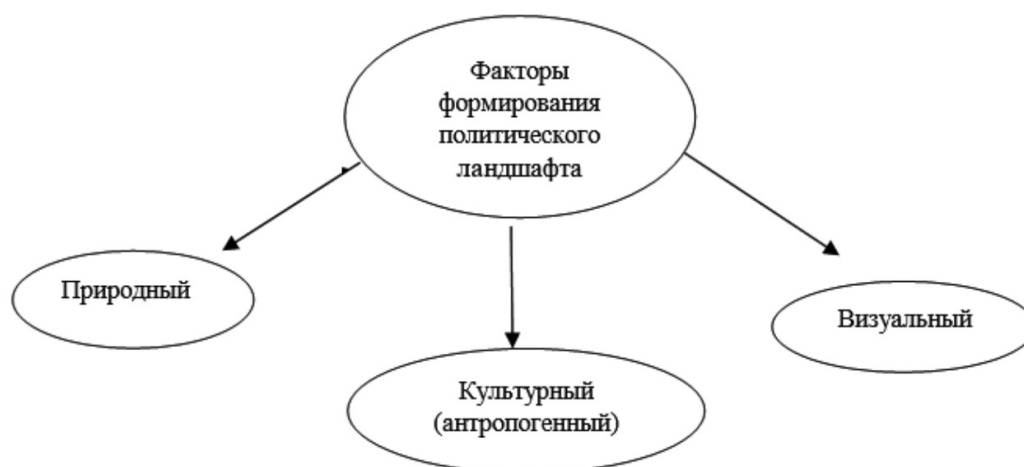 Факторы
формирования
политического
ландшафта
Природный
Визуальный
Культурный
(антропогенный)